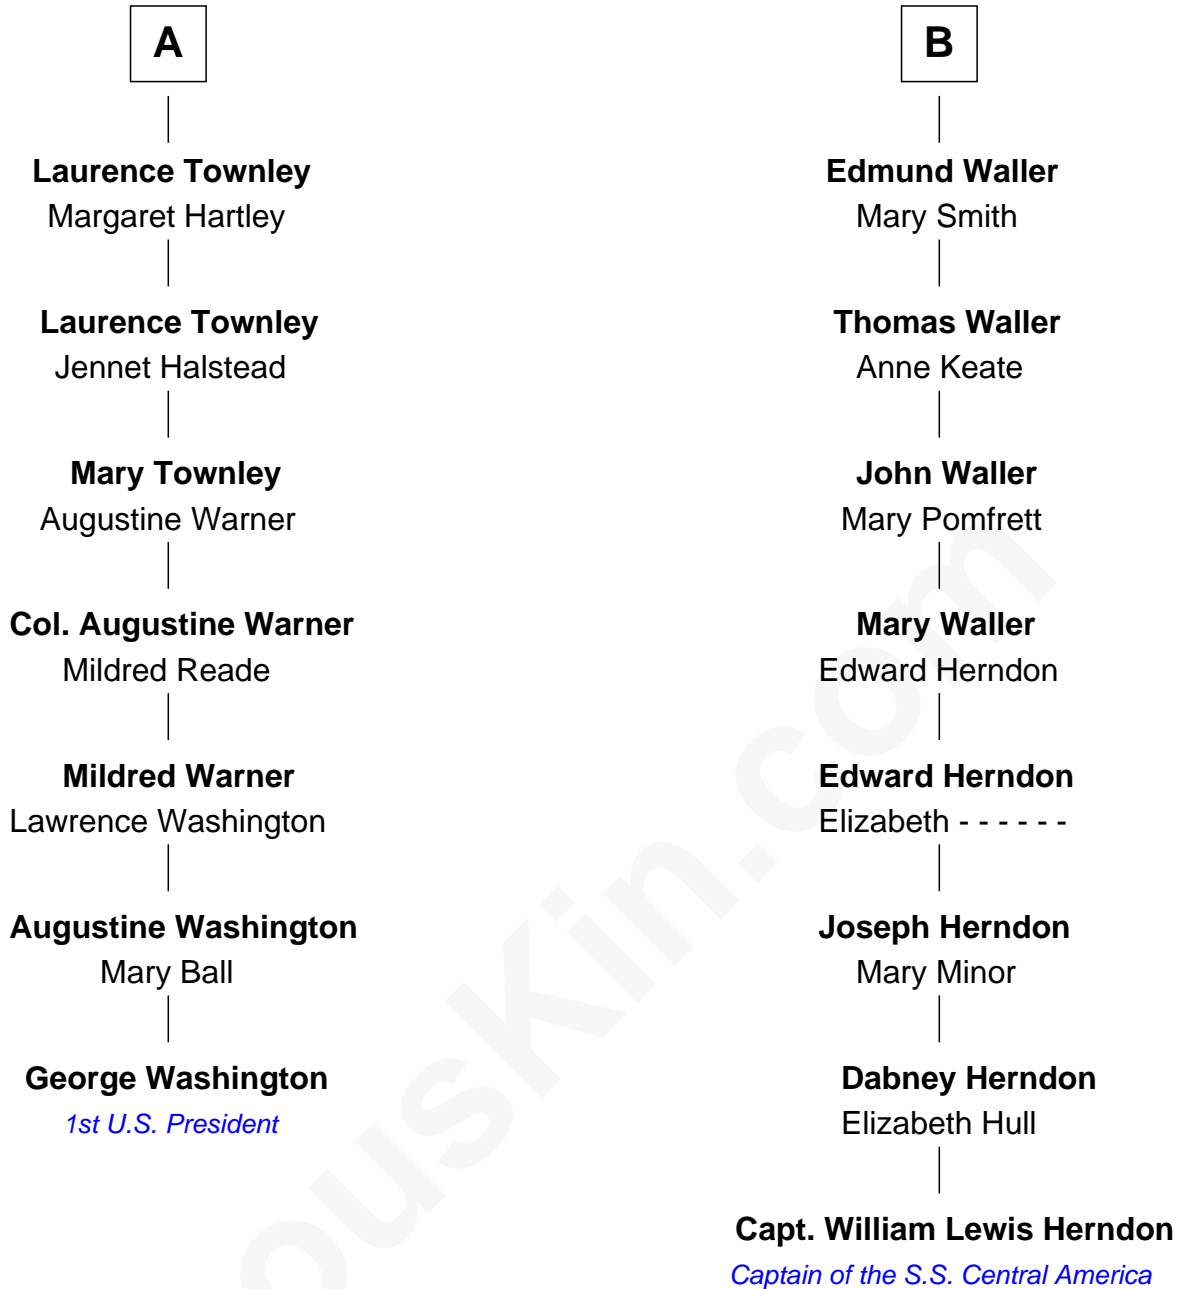 A
Laurence Townley
Margaret Hartley
Laurence Townley
Jennet Halstead
Mary Townley
Augustine Warner
Col. Augustine Warner
Mildred Reade
Mildred Warner
Lawrence Washington
Augustine Washington
Mary Ball
George Washington
1st U.S. President
B
Edmund Waller
Mary Smith
Thomas Waller
Anne Keate
John Waller
Mary Pomfrett
Mary Waller
Edward Herndon
Edward Herndon
Elizabeth - - - - - -
Joseph Herndon
Mary Minor
Dabney Herndon
Elizabeth Hull
Capt. William Lewis Herndon
Captain of the S.S. Central America
ousKin.com